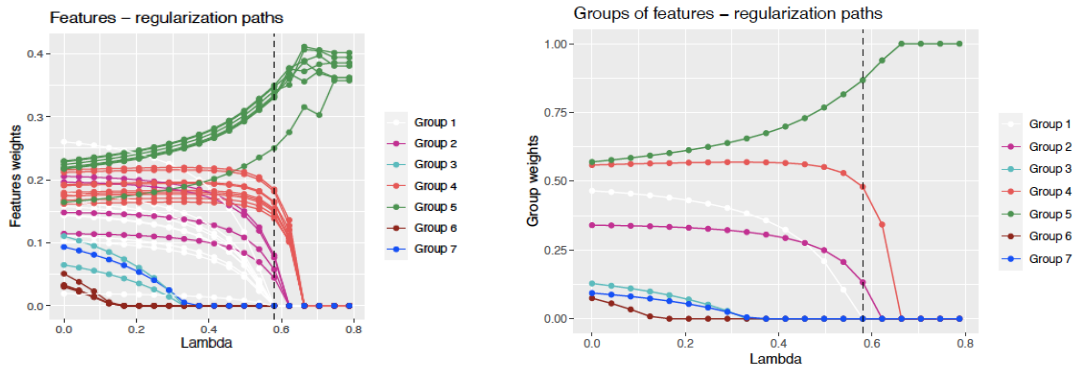 Features – regularization paths
Features weights
0.4
0.3
0.2
0.1
0.0
0.0
0.2
0.4
0.6
0.8
Lambda
Group 1
Group 2
Group 3
Group 4
Group 5
Group 6
Group 7
Groups of features – regularization paths
Group weights
1.00
0.75
0.50
0.25
0.00
0.0
0.2
0.4
0.6
0.8
Lambda
Group 1
Group 2
Group 3
Group 4
Group 5
Group 6
Group 7